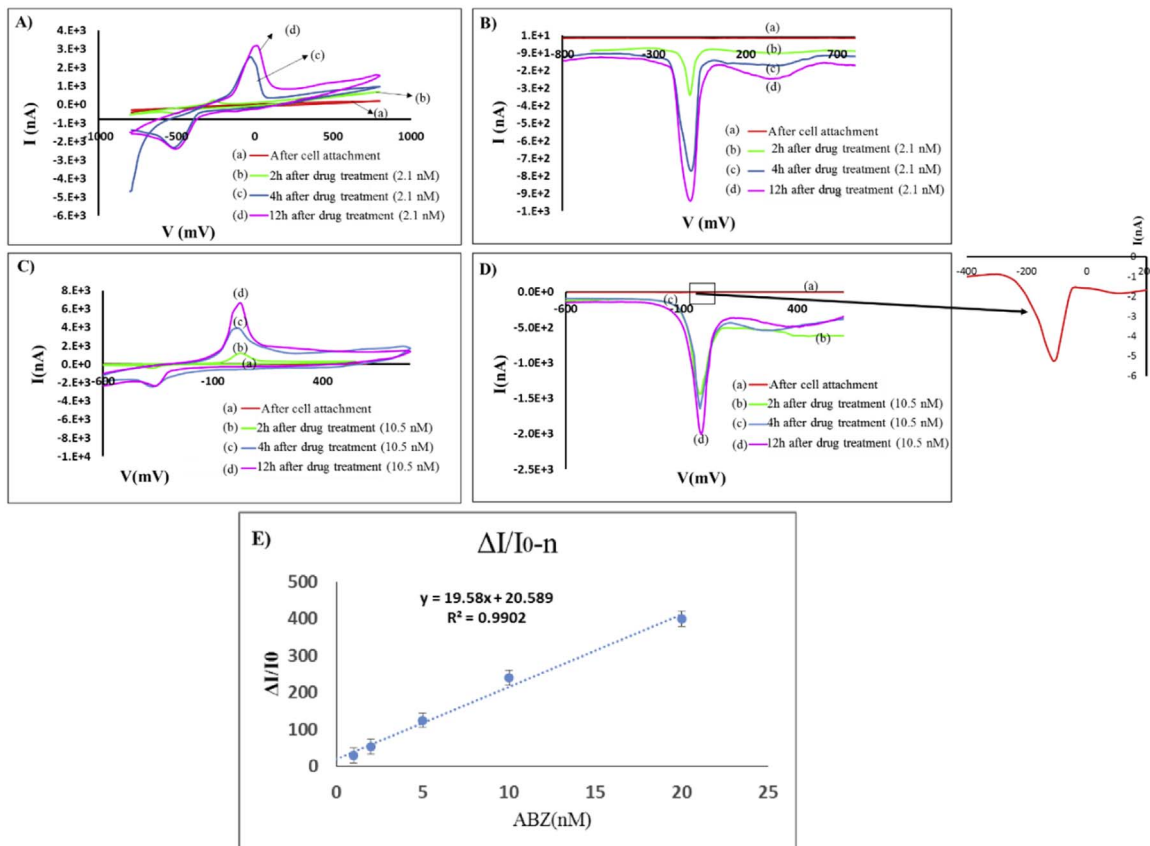 A)
4.E+3
3.E+3
2.E+3
1.E+3
0.E+0
-1.E+3
-2.E+3
-3.E+3
-4.E+3
-5.E+3
-6.E+3
I (nA)
1000
-500
0
500
1000
(d)
(c)
(b)
(a)
(a) After cell attachment
(b) 2h after drug treatment (2.1 nM)
(c) 4h after drug treatment (2.1 nM)
(d) 12h after drug treatment (2.1 nM)
V (mV)
B)
1.E+1
-1.E+2
-2.E+2
-3.E+2
-4.E+2
-5.E+2
-6.E+2
-7.E+2
-8.E+2
-9.E+2
-1.E+3
I (nA)
-800
-300
200
700
(a)
(b)
(c)
(d)
(a) After cell attachment
(b) 2h after drug treatment (2.1 nM)
(c) 4h after drug treatment (2.1 nM)
(d) 12h after drug treatment (2.1 nM)
V (mV)
C)
8.E+3
6.E+3
4.E+3
2.E+3
0.E+0
-2.E+3
-4.E+3
-6.E+3
-8.E+3
-1.E+4
I(nA)
-600
-100
400
(d)
(c)
(b)
(a)
(a) After cell attachment
(b) 2h after drug treatment (10.5 nM)
(c) 4h after drug treatment (10.5 nM)
(d) 12h after drug treatment (10.5 nM)
V(mV)
D)
0.0E+0
-5.0E+2
-1.0E+3
-1.5E+3
-2.0E+3
-2.5E+3
I(nA)
-600
-100
400
(a)
(c)
(b)
(d)
(a) After cell attachment
(b) 2h after drug treatment (10.5 nM)
(c) 4h after drug treatment (10.5 nM)
(d) 12h after drug treatment (10.5 nM)
V(mV)
I(nA)
-400
-200
0
20
0
-1
-2
-3
-4
-5
-6
E)
ΔI/I0-n
y = 19.58x + 20.589
R² = 0.9902
500
400
300
200
100
0
ΔI/I0
0
5
10
15
20
25
ABZ(nM)